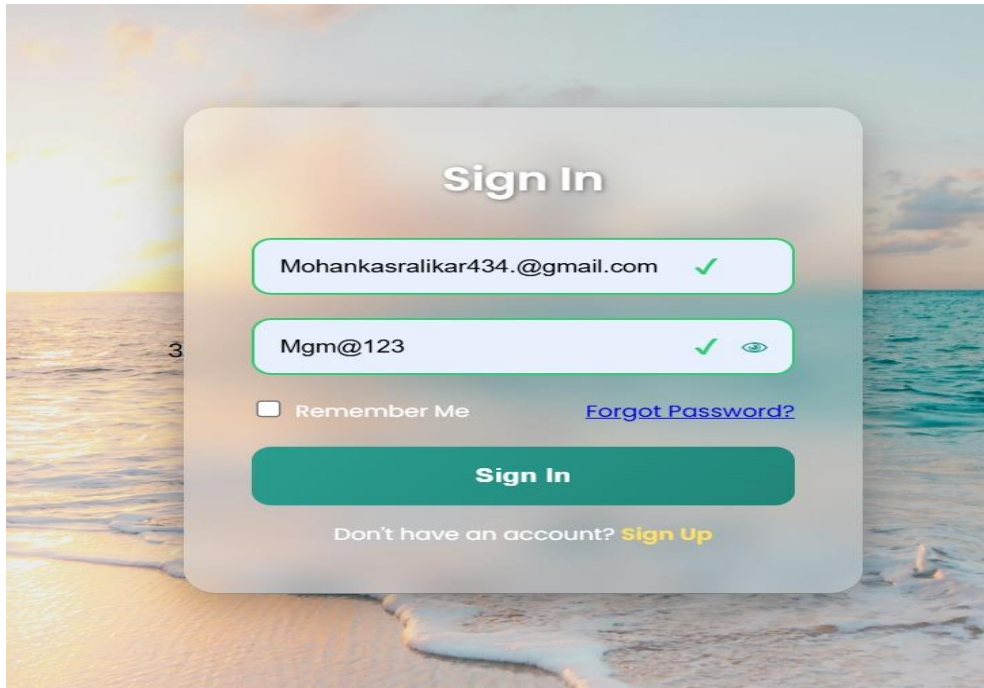 Sign In
Mohankasralikar434.@gmail.com
3
Mgm@123
Remember Me Forgot Password?
Sign In
Don't have an account? Sign Up